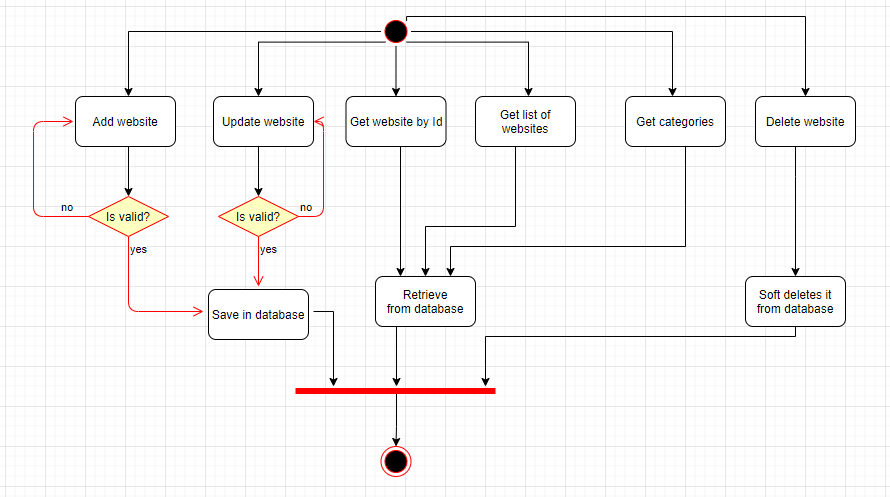 Add website
Update website
Get website by Id
Get list of
websites
Get categories
Delete website
no
Is valid?
yes
Is valid?
no
yes
Save in database
Retrieve
from database
Soft deletes it
from database